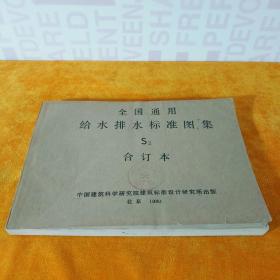 全国通用
给水排水标准图集
S₂
合订本
中国建筑科学研究院建筑标准设计研究所出版
北京 1980